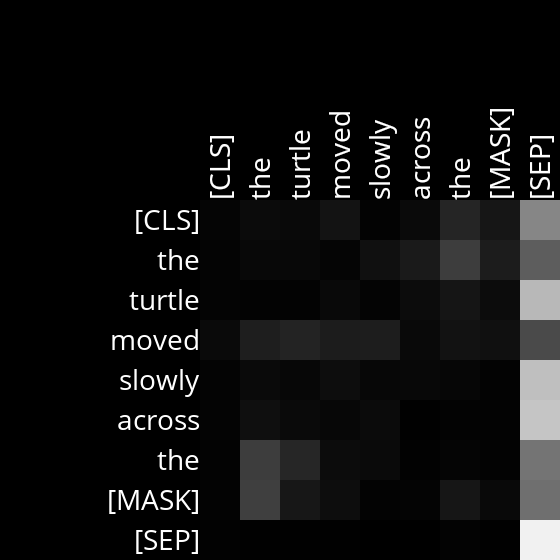 [CLS]
the
turtle
moved
slowly
across
the
[MASK]
[SEP]
[CLS]
the
turtle
moved
slowly
across
the
[MASK]
[SEP]